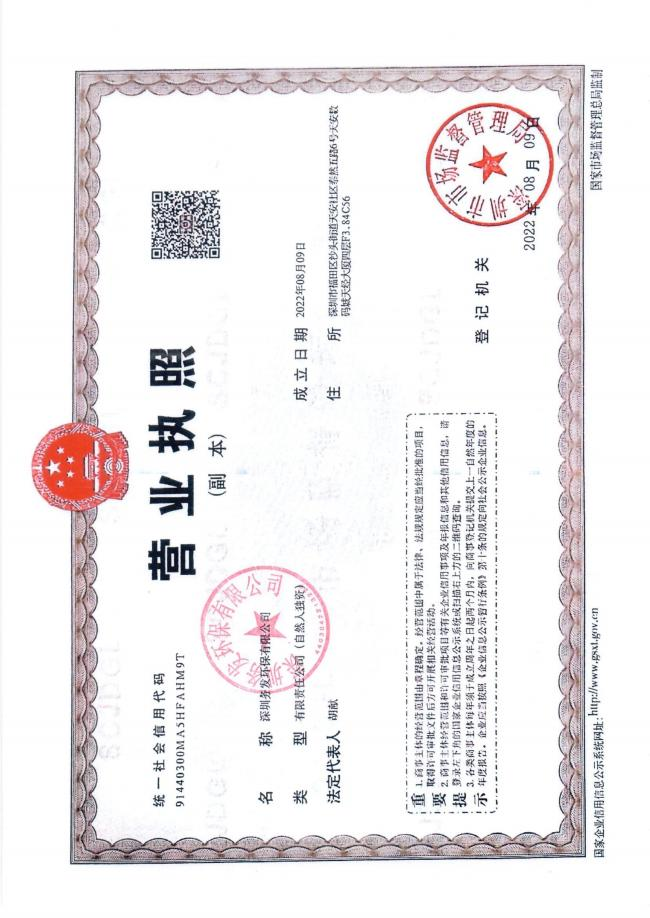 营业执照
(副 本)
统一社会信用代码
91440300MA5HFAHM9T
名 称 深圳务发环保有限公司
类 型 有限责任公司（自然人独资）
法定代表人 胡献
成立日期 2022年08月09日
住 所 深圳市福田区沙头街道天安社区泰然五路6号天安数
码城天经大厦四层F3.84C56
重要提示
1. 商事主体的经营范围由章程确定。经营范围中属于法律、法规规定应当经批准的项目，
取得许可审批文件后方可开展相关经营活动。
2. 商事主体经营范围和许可审批项目等有关企业信用事项及年报信息和其他信用信息，请
登录左下角的国家企业信用信息公示系统或扫描右上方的二维码查询。
3. 各类商事主体每年须于成立周年之日起两个月内，向商事登记机关提交上一自然年度的
年度报告。企业应当按照《企业信息公示暂行条例》第十条的规定向社会公示企业信息。
登记机关
深圳市市场监督管理局
2022 年 08 月 09日
国家企业信用信息公示系统网址：http://www.gsxt.gov.cn
国家市场监督管理总局监制